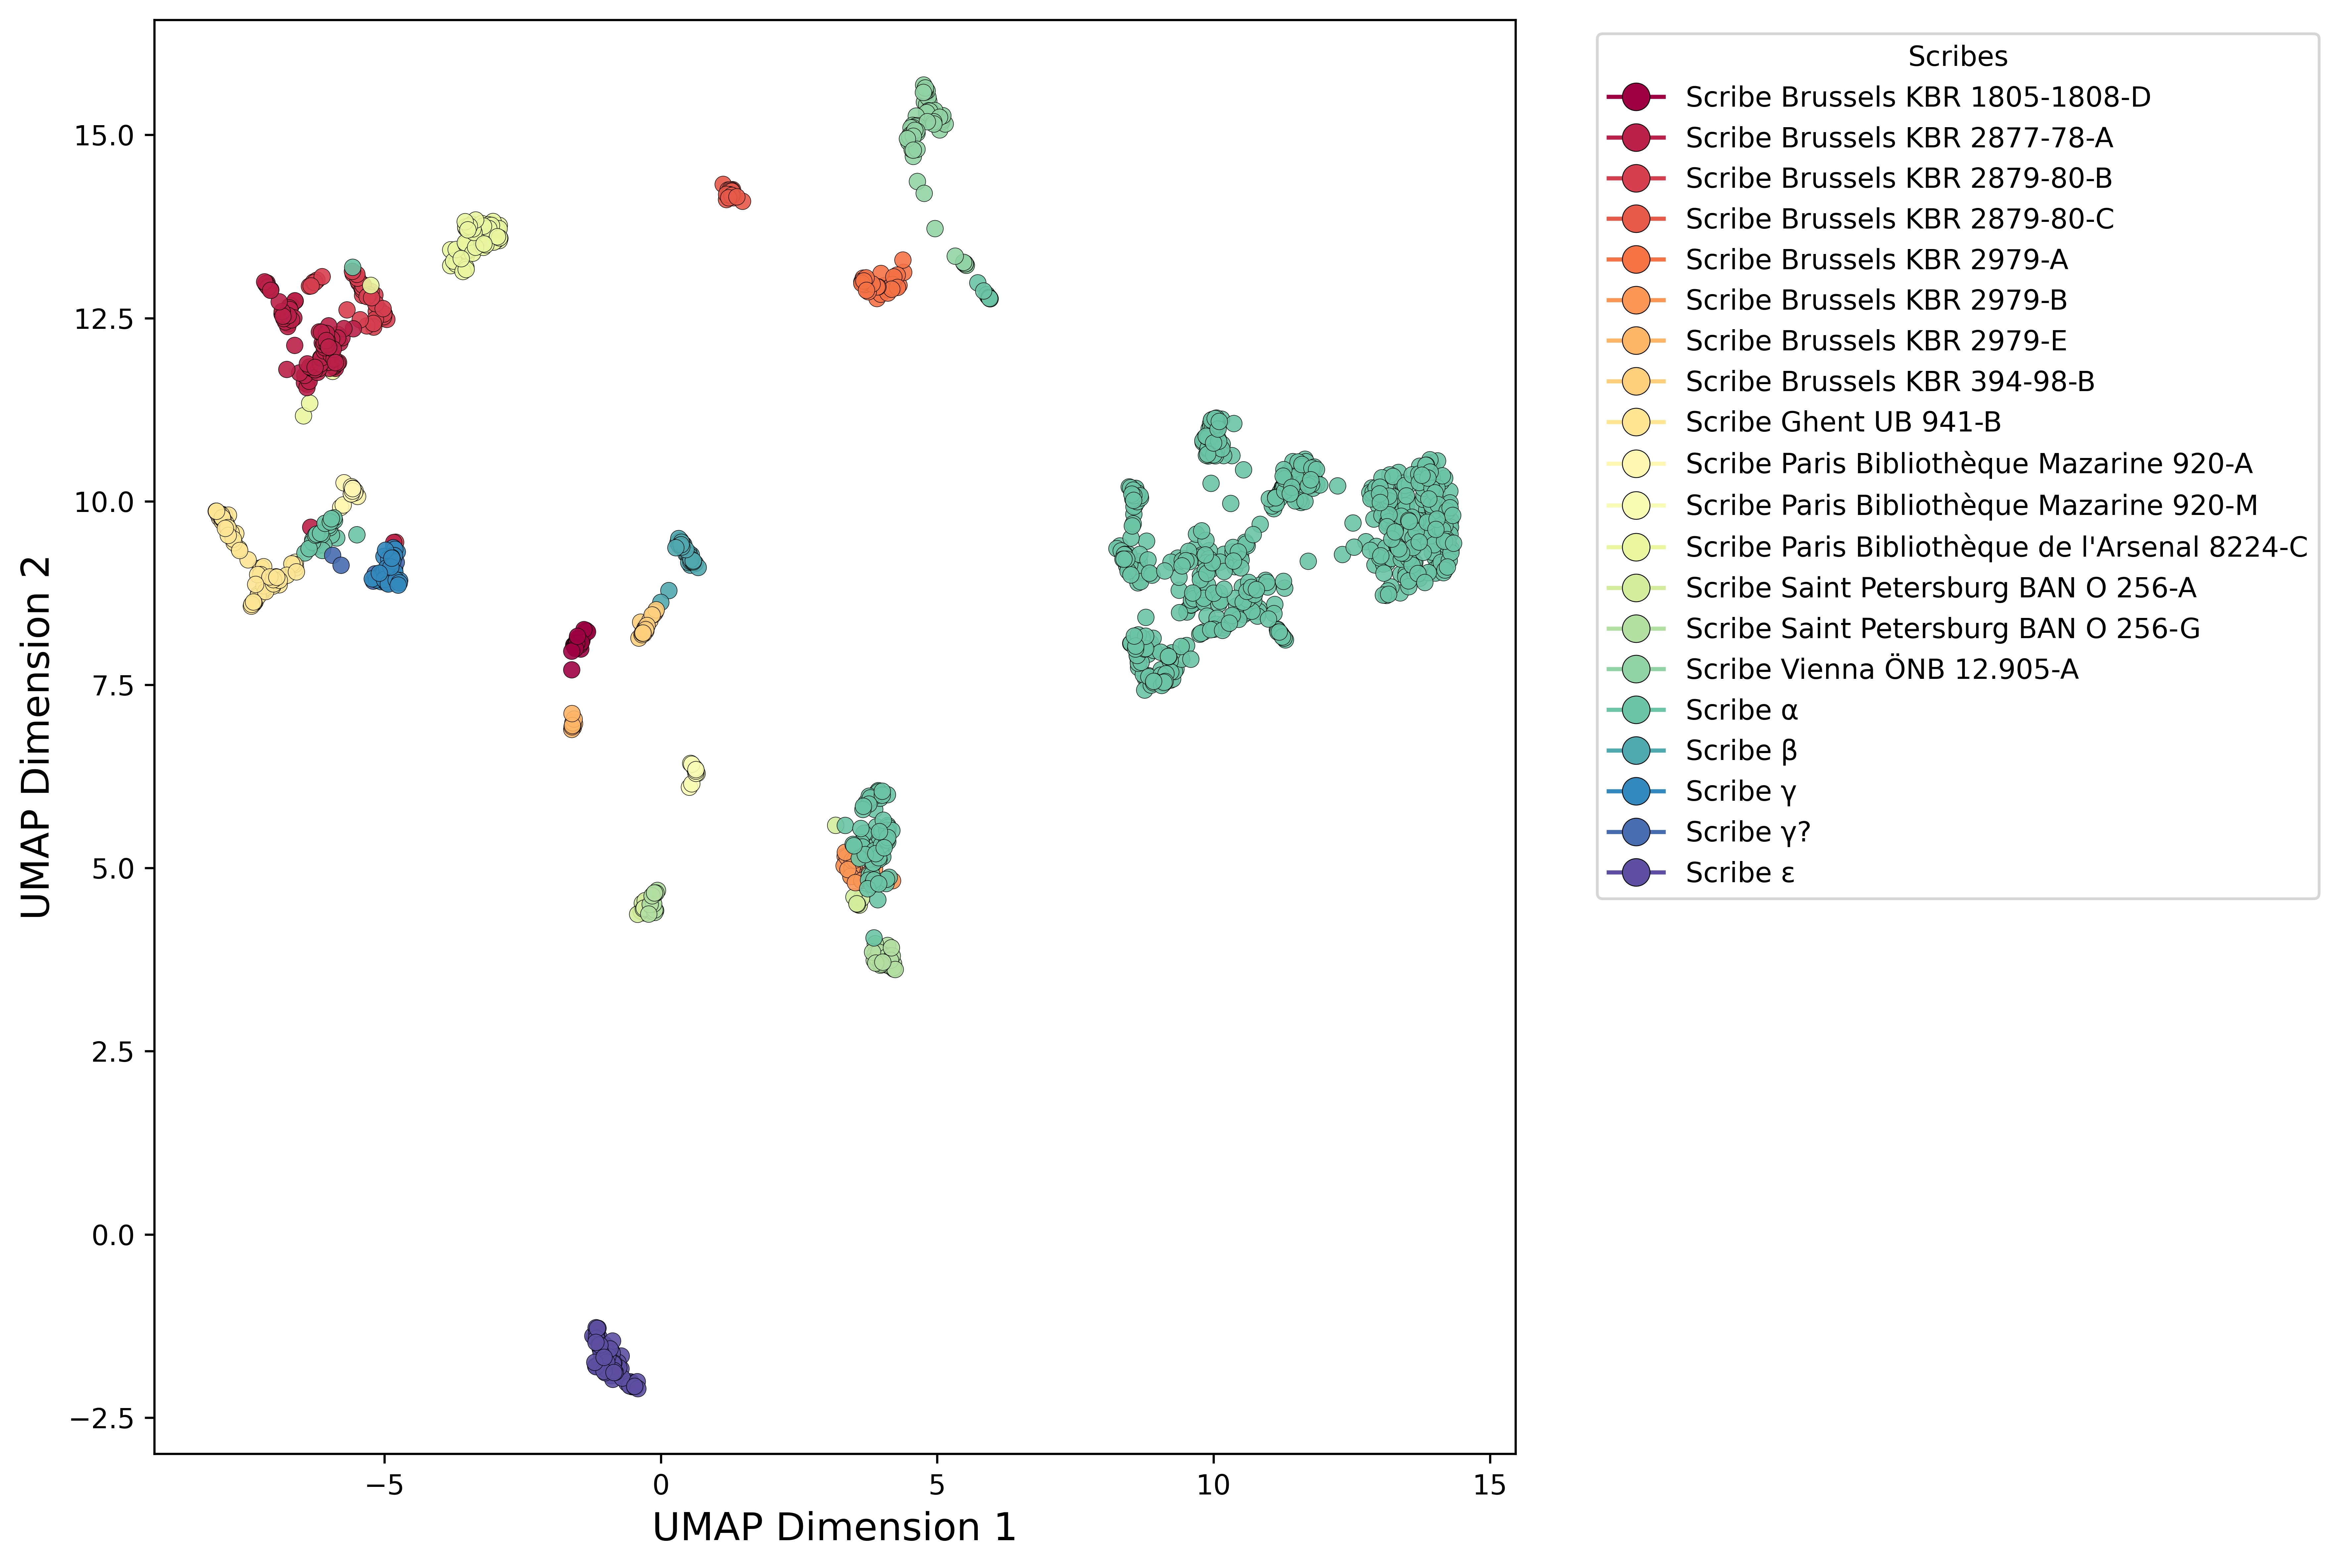 Scribes
Scribe Brussels KBR 1805-1808-D
Scribe Brussels KBR 2877-78-A
Scribe Brussels KBR 2879-80-B
Scribe Brussels KBR 2879-80-C
Scribe Brussels KBR 2979-A
Scribe Brussels KBR 2979-B
Scribe Brussels KBR 2979-E
Scribe Brussels KBR 394-98-B
Scribe Ghent UB 941-B
Scribe Paris Bibliothèque Mazarine 920-A
Scribe Paris Bibliothèque Mazarine 920-M
Scribe Paris Bibliothèque de l'Arsenal 8224-C
Scribe Saint Petersburg BAN O 256-A
Scribe Saint Petersburg BAN O 256-G
Scribe Vienna ÖNB 12.905-A
Scribe α
Scribe β
Scribe γ
Scribe γ?
Scribe ε
UMAP Dimension 2
15.0
12.5
10.0
7.5
5.0
2.5
0.0
−2.5
−5
0
5
10
15
UMAP Dimension 1